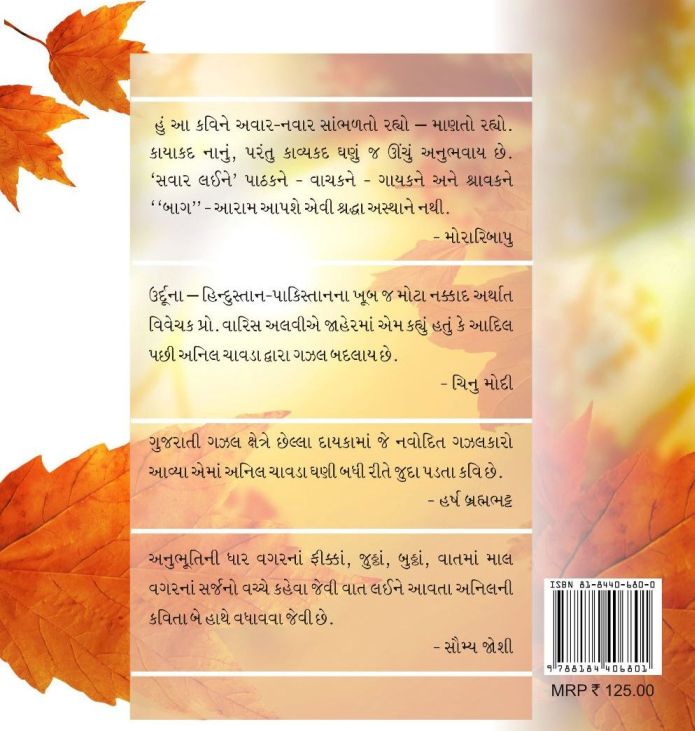 હું આ કવિને અવાર-નવાર સાંભળતો રહ્યો – માણતો રહ્યો.
કાયાકદ નાનું, પરંતુ કાવ્યકદ ઘણું જ ઊંચું અનુભવાય છે.
‘સવાર લઈને’ પાઠકને - વાચકને - ગાયકને અને શ્રાવકને
‘‘બાગ’’ - આરામ આપશે એવી શ્રદ્ધા અસ્થાને નથી.
- મોરારિબાપુ
ઉર્દૂના – હિન્દુસ્તાન-પાકિસ્તાનના ખૂબ જ મોટા નક્કાદ અર્થાત
વિવેચક પ્રો. વારિસ અલવીએ જાહેરમાં એમ કહ્યું હતું કે આદિલ
પછી અનિલ ચાવડા દ્વારા ગઝલ બદલાય છે.
- ચિનુ મોદી
ગુજરાતી ગઝલ ક્ષેત્રે છેલ્લા દાયકામાં જે નવોદિત ગઝલકારો
આવ્યા એમાં અનિલ ચાવડા ઘણી બધી રીતે જુદા પડતા કવિ છે.
- હર્ષ બ્રહ્મભટ્ટ
અનુભૂતિની ધાર વગરનાં ફીક્કાં, જુઠ્ઠાં, બુઠ્ઠાં, વાતમાં માલ
વગરનાં સર્જનો વચ્ચે કહેવા જેવી વાત લઈને આવતા અનિલની
કવિતા બે હાથે વધાવવા જેવી છે.
- સૌમ્ય જોશી
ISBN 81-8440-680-0
9 788184 406801
MRP ₹ 125.00